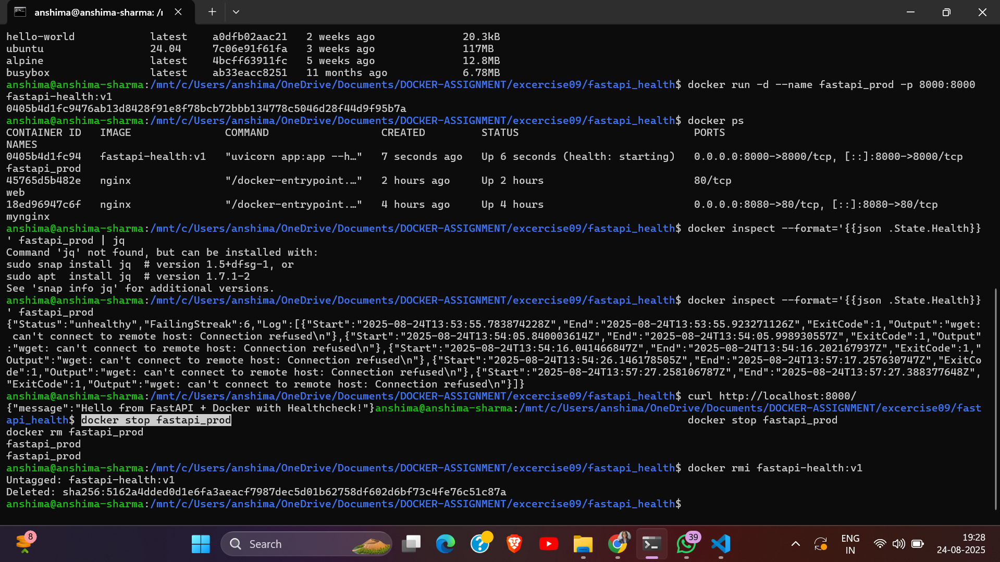 anshima@anshima-sharma: /r
hello-world            latest    a0dfb02aac21   2 weeks ago              20.3kB
ubuntu                 24.04     7c06e91f61fa   3 weeks ago              117MB
alpine                 latest    4bcff63911fc   5 weeks ago              12.8MB
busybox                latest    ab33eacc8251   11 months ago            6.78MB
anshima@anshima-sharma:/mnt/c/Users/anshima/OneDrive/Documents/DOCKER-ASSIGNMENT/excercise09/fastapi_health$ docker run -d --name fastapi_prod -p 8000:8000
fastapi-health:v1
0405b4d1fc9476ab13d8428f91e8f78bcb72bbb134778c5046d28f44d9f95b7a
anshima@anshima-sharma:/mnt/c/Users/anshima/OneDrive/Documents/DOCKER-ASSIGNMENT/excercise09/fastapi_health$ docker ps
CONTAINER ID   IMAGE               COMMAND                  CREATED         STATUS                            PORTS
NAMES
0405b4d1fc94   fastapi-health:v1   "uvicorn app:app --h…"   7 seconds ago   Up 6 seconds (health: starting)   0.0.0.0:8000->8000/tcp, [::]:8000->8000/tcp
fastapi_prod
45765d5b482e   nginx               "/docker-entrypoint.…"   2 hours ago     Up 2 hours                        80/tcp
web
18ed96947c6f   nginx               "/docker-entrypoint.…"   4 hours ago     Up 4 hours                        0.0.0.0:8080->80/tcp, [::]:8080->80/tcp
mynginx
anshima@anshima-sharma:/mnt/c/Users/anshima/OneDrive/Documents/DOCKER-ASSIGNMENT/excercise09/fastapi_health$ docker inspect --format='{{json .State.Health}}
' fastapi_prod | jq
Command 'jq' not found, but can be installed with:
sudo snap install jq  # version 1.5+dfsg-1, or
sudo apt  install jq  # version 1.7.1-2
See 'snap info jq' for additional versions.
anshima@anshima-sharma:/mnt/c/Users/anshima/OneDrive/Documents/DOCKER-ASSIGNMENT/excercise09/fastapi_health$ docker inspect --format='{{json .State.Health}}
' fastapi_prod
{"Status":"unhealthy","FailingStreak":6,"Log":[{"Start":"2025-08-24T13:53:55.783874228Z","End":"2025-08-24T13:53:55.923271126Z","ExitCode":1,"Output":"wget:
 can't connect to remote host: Connection refused\n"},{"Start":"2025-08-24T13:54:05.840003614Z","End":"2025-08-24T13:54:05.998930557Z","ExitCode":1,"Output"
:"wget: can't connect to remote host: Connection refused\n"},{"Start":"2025-08-24T13:54:16.041466847Z","End":"2025-08-24T13:54:16.202167937Z","ExitCode":1,"
Output":"wget: can't connect to remote host: Connection refused\n"},{"Start":"2025-08-24T13:54:26.146178505Z","End":"2025-08-24T13:57:17.257630747Z","ExitCo
de":1,"Output":"wget: can't connect to remote host: Connection refused\n"},{"Start":"2025-08-24T13:57:27.258106787Z","End":"2025-08-24T13:57:27.388377648Z",
"ExitCode":1,"Output":"wget: can't connect to remote host: Connection refused\n"}]}
anshima@anshima-sharma:/mnt/c/Users/anshima/OneDrive/Documents/DOCKER-ASSIGNMENT/excercise09/fastapi_health$ curl http://localhost:8000/
{"message":"Hello from FastAPI + Docker with Healthcheck!"}anshima@anshima-sharma:/mnt/c/Users/anshima/OneDrive/Documents/DOCKER-ASSIGNMENT/excercise09/fast
api_health$ docker stop fastapi_prod                                                                         docker stop fastapi_prod
docker rm fastapi_prod
fastapi_prod
fastapi_prod
anshima@anshima-sharma:/mnt/c/Users/anshima/OneDrive/Documents/DOCKER-ASSIGNMENT/excercise09/fastapi_health$ docker rmi fastapi-health:v1
Untagged: fastapi-health:v1
Deleted: sha256:5162a4dded0d1e6fa3aeacf7987dec5d01b62758df602d6bf73c4fe76c51c87a
anshima@anshima-sharma:/mnt/c/Users/anshima/OneDrive/Documents/DOCKER-ASSIGNMENT/excercise09/fastapi_health$
8
Search
39
ENG
IN
19:28
24-08-2025